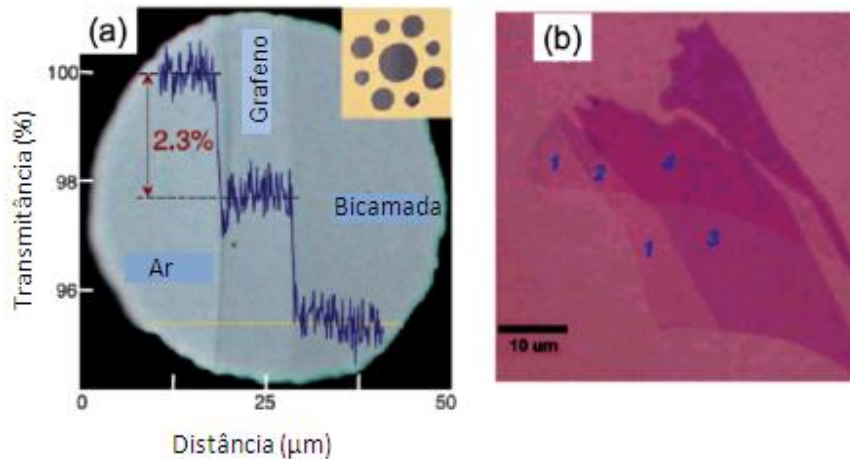 (a)
Transmitância (%)
100
98
96
2.3%
Grafeno
Bicamada
Ar
0
25
50
Distância (μm)
(b)
1
2
4
1
3
10 um